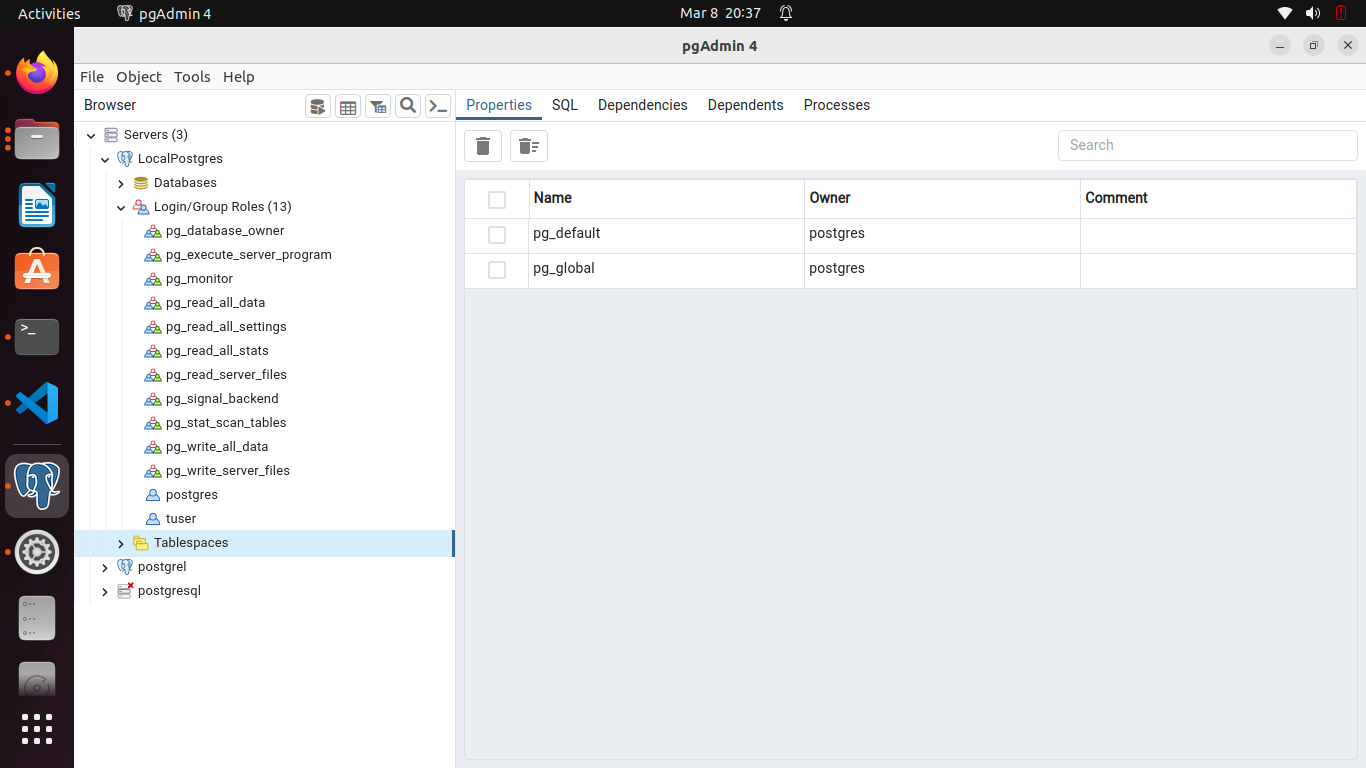 Activities pgAdmin 4 Mar 8 20:37
pgAdmin 4
File Object Tools Help
Browser Properties SQL Dependencies Dependents Processes
Servers (3)
LocalPostgres
Databases
Login/Group Roles (13)
pg_database_owner
pg_execute_server_program
pg_monitor
pg_read_all_data
pg_read_all_settings
pg_read_all_stats
pg_read_server_files
pg_signal_backend
pg_stat_scan_tables
pg_write_all_data
pg_write_server_files
postgres
tuser
Tablespaces
postgrel
postgresql
Search
Name Owner Comment
pg_default postgres
pg_global postgres